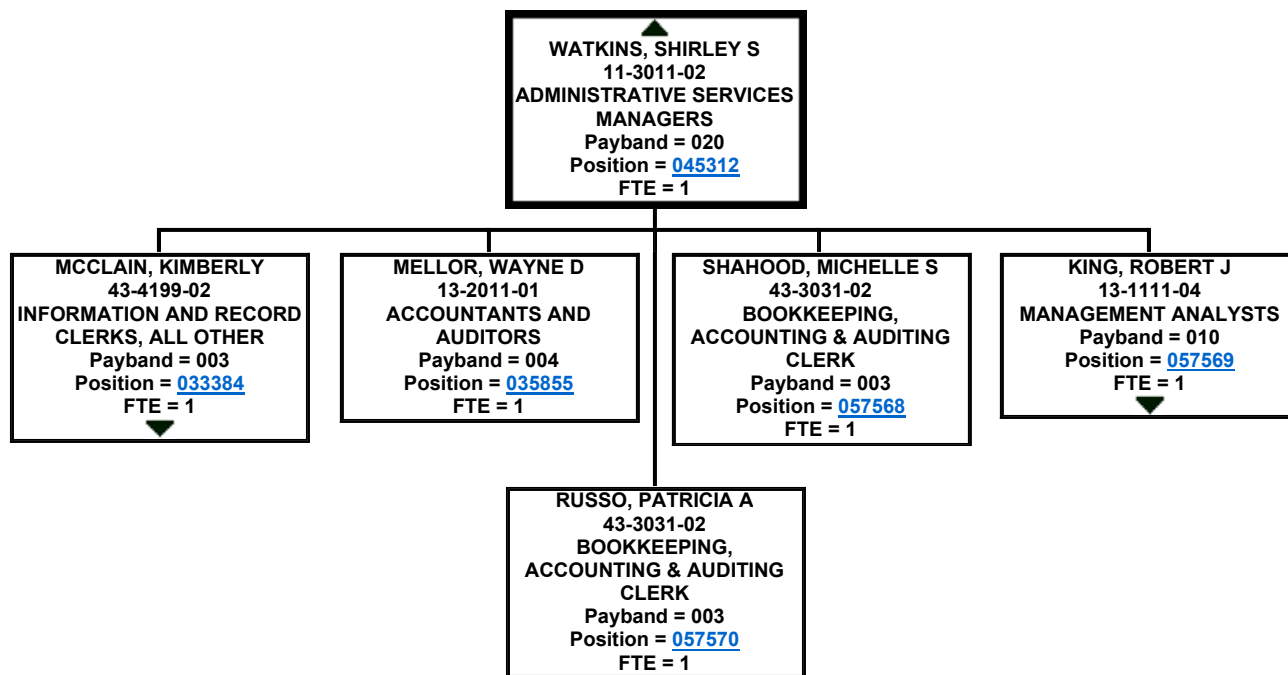 WATKINS, SHIRLEY S
11-3011-02
ADMINISTRATIVE SERVICES
MANAGERS
Payband = 020
Position = 045312
FTE = 1
MCCLAIN, KIMBERLY
43-4199-02
INFORMATION AND RECORD
CLERKS, ALL OTHER
Payband = 003
Position = 033384
FTE = 1
MELLOR, WAYNE D
13-2011-01
ACCOUNTANTS AND
AUDITORS
Payband = 004
Position = 035855
FTE = 1
SHAHOOD, MICHELLE S
43-3031-02
BOOKKEEPING,
ACCOUNTING & AUDITING
CLERK
Payband = 003
Position = 057568
FTE = 1
KING, ROBERT J
13-1111-04
MANAGEMENT ANALYSTS
Payband = 010
Position = 057569
FTE = 1
RUSSO, PATRICIA A
43-3031-02
BOOKKEEPING,
ACCOUNTING & AUDITING
CLERK
Payband = 003
Position = 057570
FTE = 1